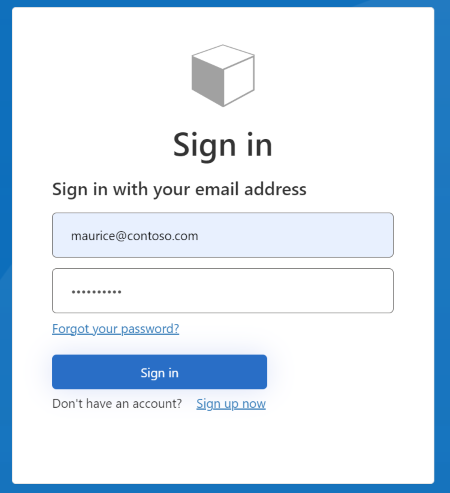 Sign in
Sign in with your email address
maurice@contoso.com
••••••••••
Forgot your password?
Sign in
Don't have an account? Sign up now